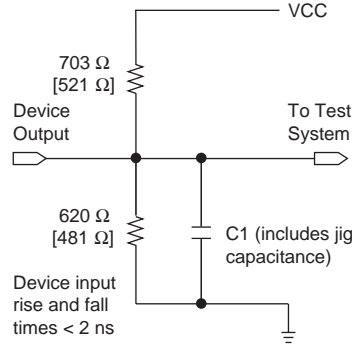 VCC
703 Ω
[521 Ω]
Device
Output
To Test
System
620 Ω
[481 Ω]
C1 (includes jig
capacitance)
Device input
rise and fall
times < 2 ns